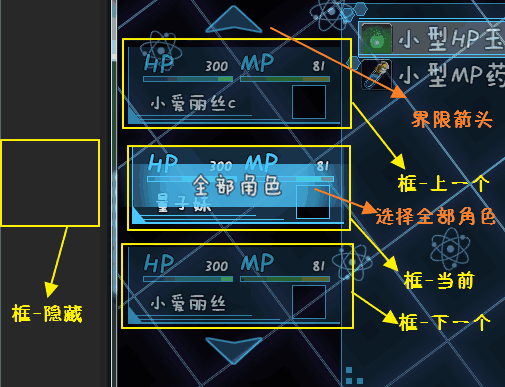 小型HP玉
HP 300 MP 81
小型MP药
小爱丽丝c
界限箭头
框-上一个
HP 300 MP 81
全部角色
量子妹
选择全部角色
框-当前
HP 300 MP 81
小爱丽丝
框-隐藏
框-下一个